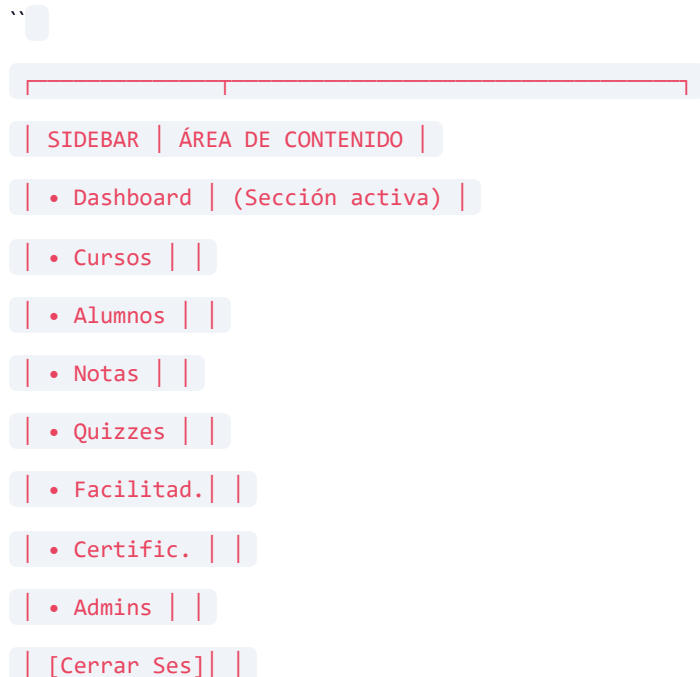 ``
┌──────────────┬──────────────────────────────────┐
│ SIDEBAR │ ÁREA DE CONTENIDO │
│ • Dashboard │ (Sección activa) │
│ • Cursos │ │
│ • Alumnos │ │
│ • Notas │ │
│ • Quizzes │ │
│ • Facilitad.│ │
│ • Certific. │ │
│ • Admins │ │
│ [Cerrar Ses]│ │